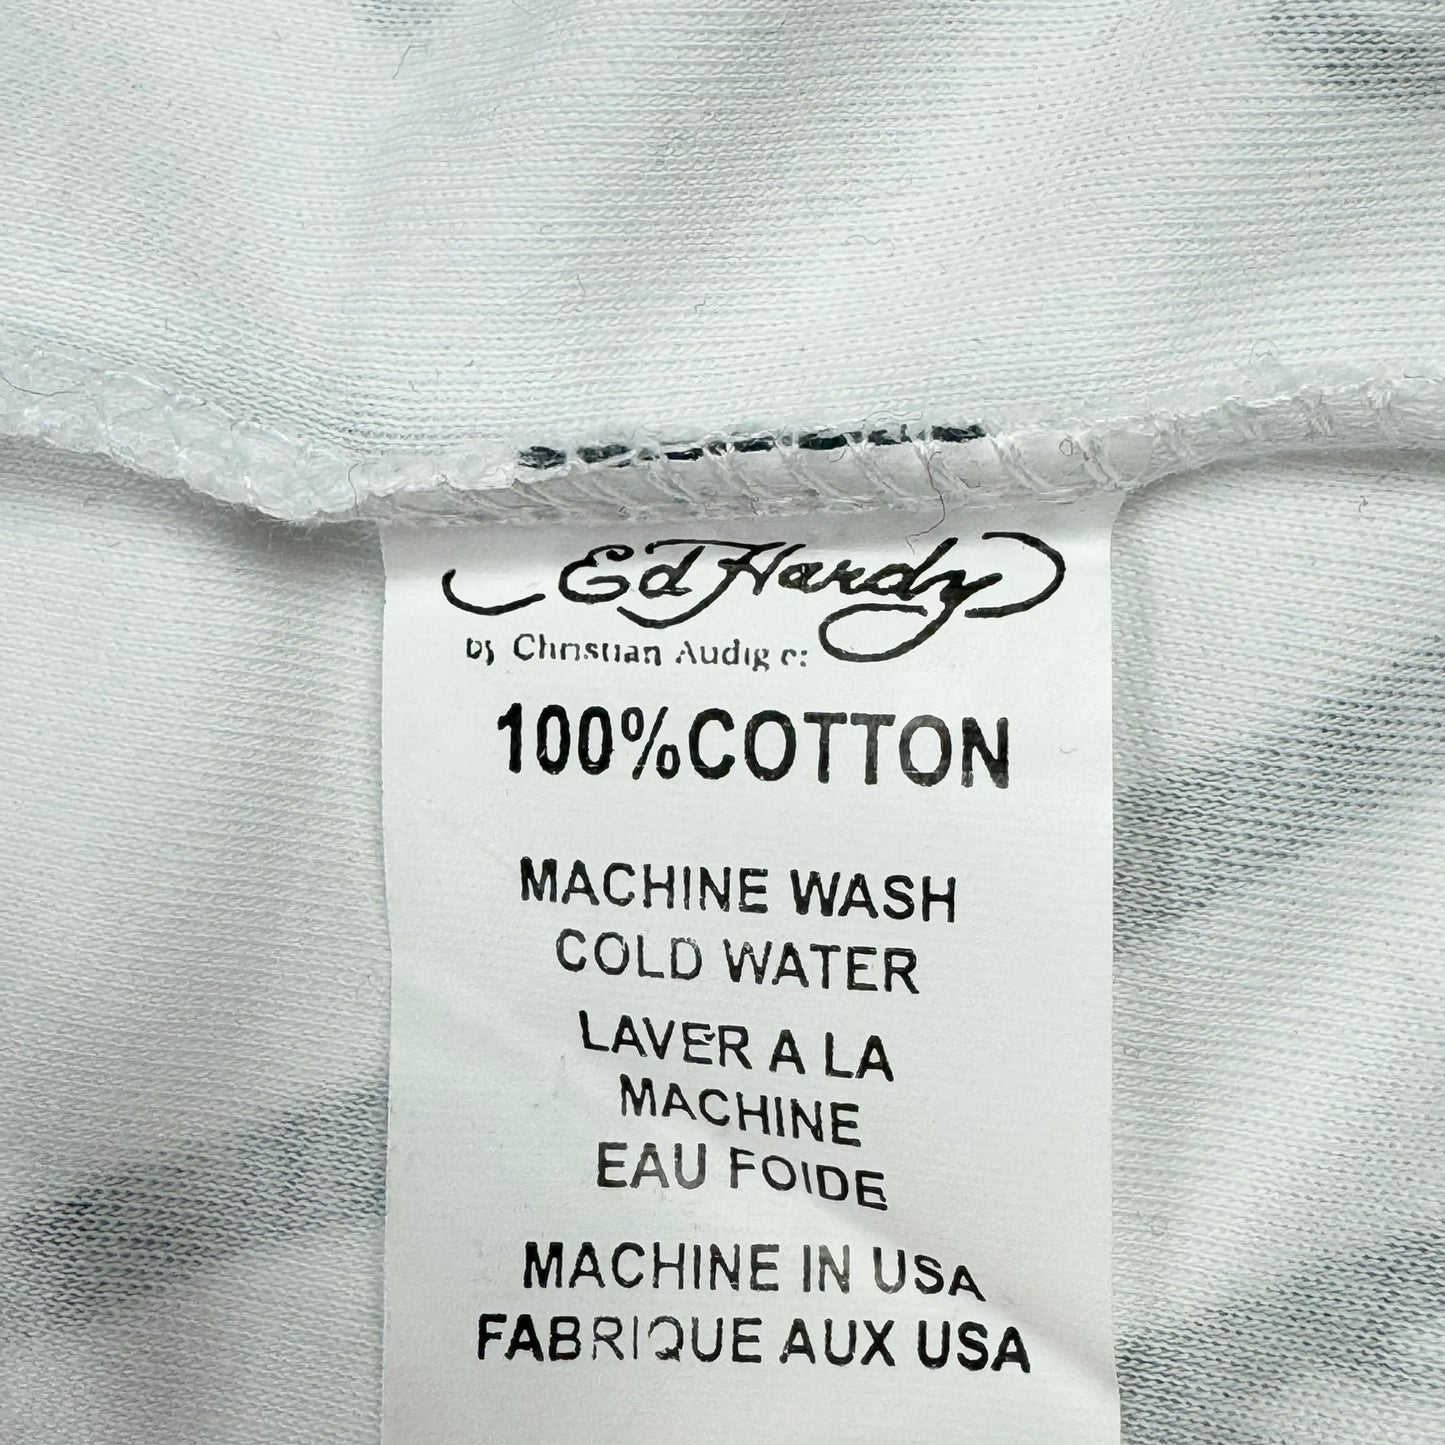 Ed Hardy
by Christian Audigier
100%COTTON
MACHINE WASH
COLD WATER
LAVER A LA
MACHINE
EAU FOIDE
MACHINE IN USA
FABRIQUE AUX USA